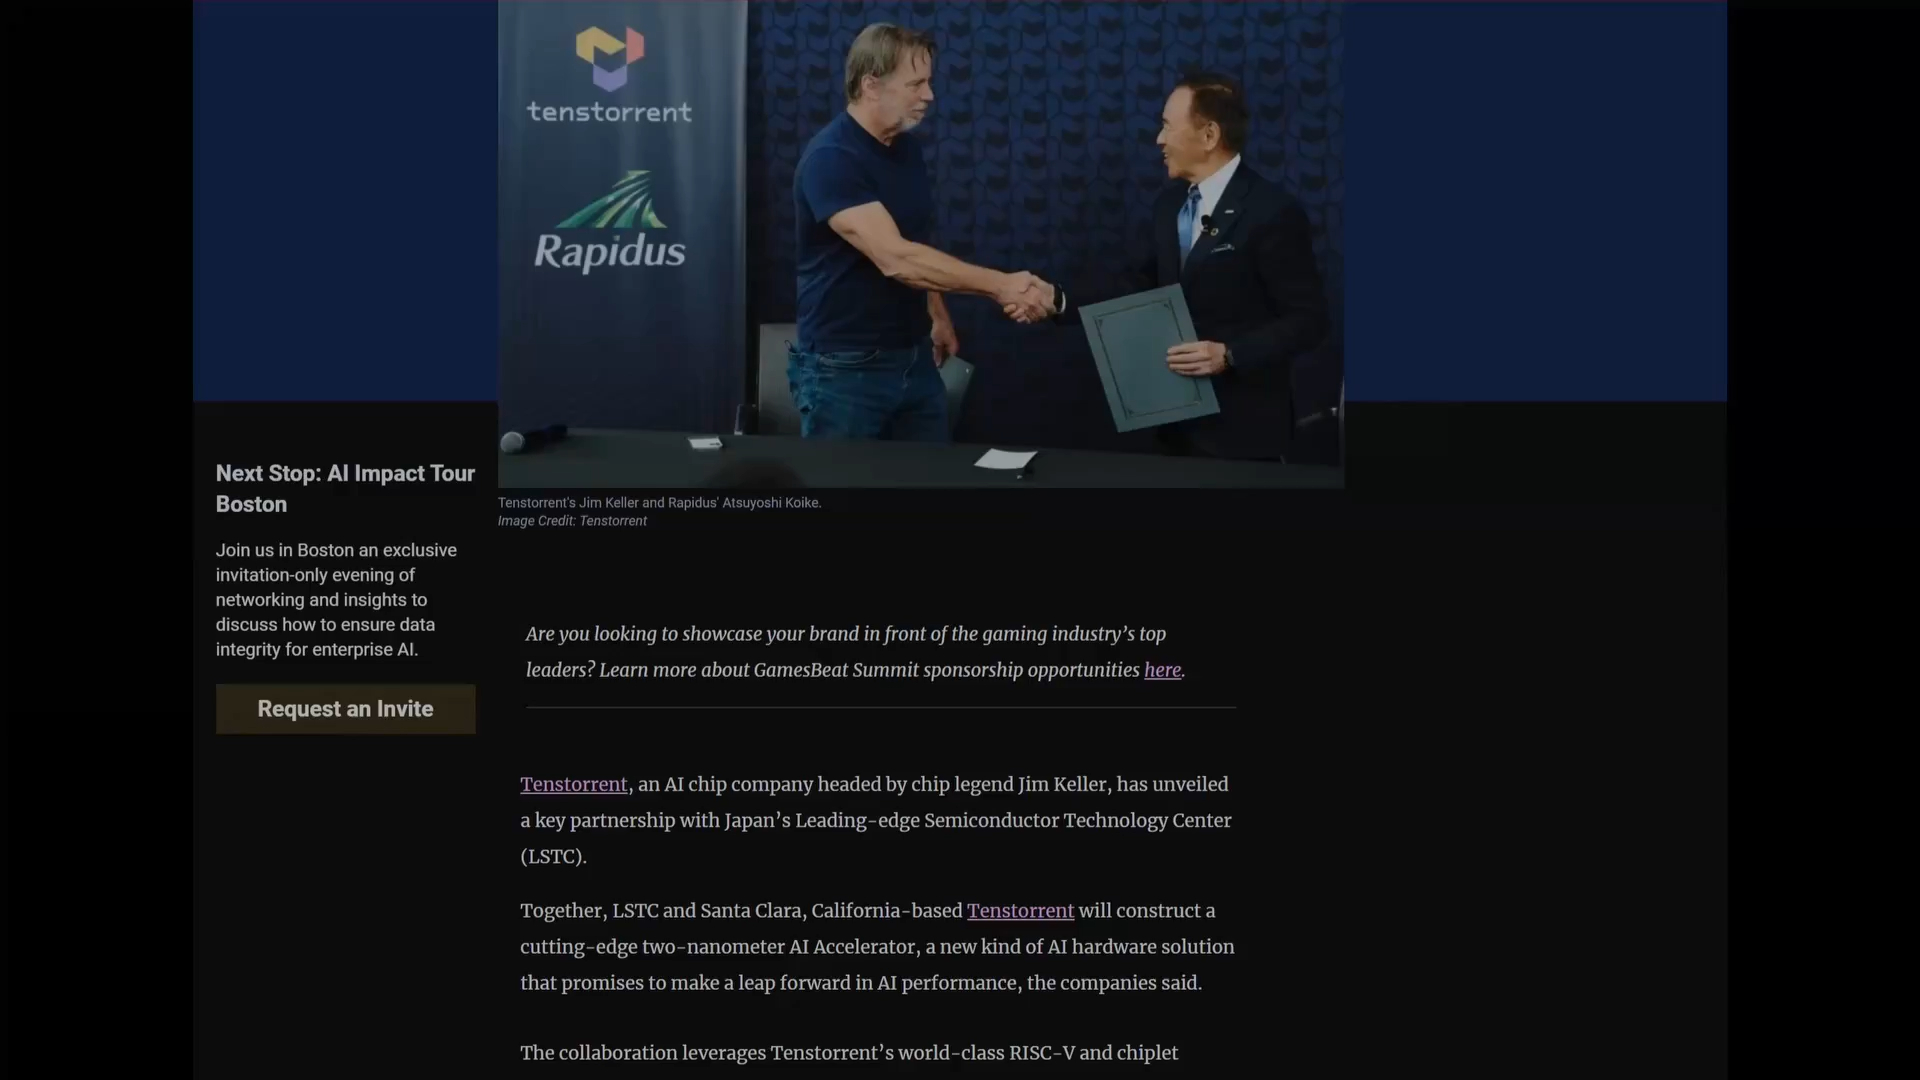 tenstorrent
Rapidus
Tenstorrent's Jim Keller and Rapidus' Atsuyoshi Koike.
Image Credit: Tenstorrent
Next Stop: AI Impact Tour
Boston
Join us in Boston an exclusive
invitation-only evening of
networking and insights to
discuss how to ensure data
integrity for enterprise AI.
Request an Invite
Are you looking to showcase your brand in front of the gaming industry’s top
leaders? Learn more about GamesBeat Summit sponsorship opportunities here.
Tenstorrent, an AI chip company headed by chip legend Jim Keller, has unveiled
a key partnership with Japan’s Leading-edge Semiconductor Technology Center
(LSTC).
Together, LSTC and Santa Clara, California-based Tenstorrent will construct a
cutting-edge two-nanometer AI Accelerator, a new kind of AI hardware solution
that promises to make a leap forward in AI performance, the companies said.
The collaboration leverages Tenstorrent’s world-class RISC-V and chiplet